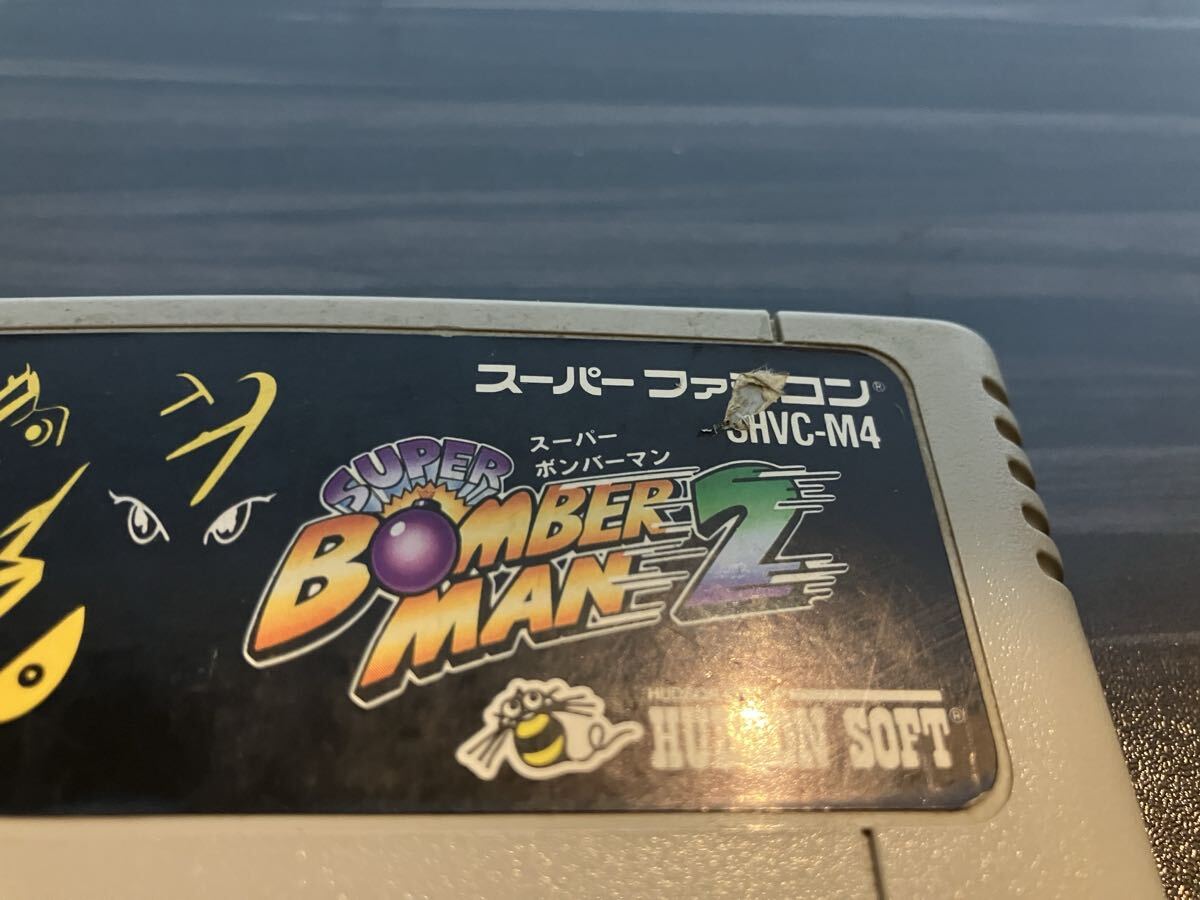 スーパーファミコン®
SHVC-M4
スーパー
ボンバーマン
SUPER
BOMBER
MAN 2
HUDSON SOFT®